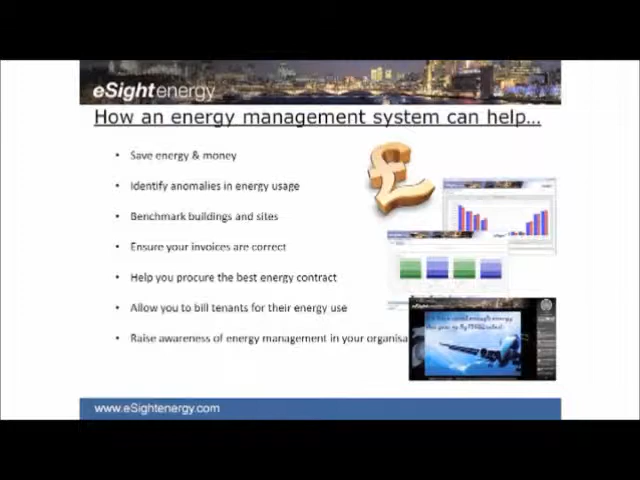 eSightenergy
How an energy management system can help...
• Save energy & money
• Identify anomalies in energy usage
• Benchmark buildings and sites
• Ensure your invoices are correct
• Help you procure the best energy contract
• Allow you to bill tenants for their energy use
• Raise awareness of energy management in your organisa
www.eSightenergy.com